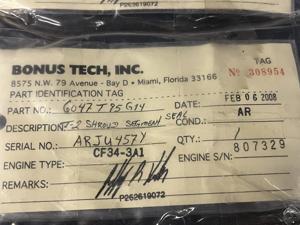 P262619072
BONUS TECH, INC.
8575 N.W. 79 Avenue - Bay D • Miami, Florida 33166
TAG
PART IDENTIFICATION TAG
No 308954
PART NO.: 6047T95G14
DATE: FEB 06 2008
DESCRIPTION: SHROUD SEGMENT SEAL
COND.: AR
SERIAL NO.: ARJU457Y
QTY.: 1
ENGINE TYPE: CF34-3A1
ENGINE S/N: 807329
REMARKS:
P262619072